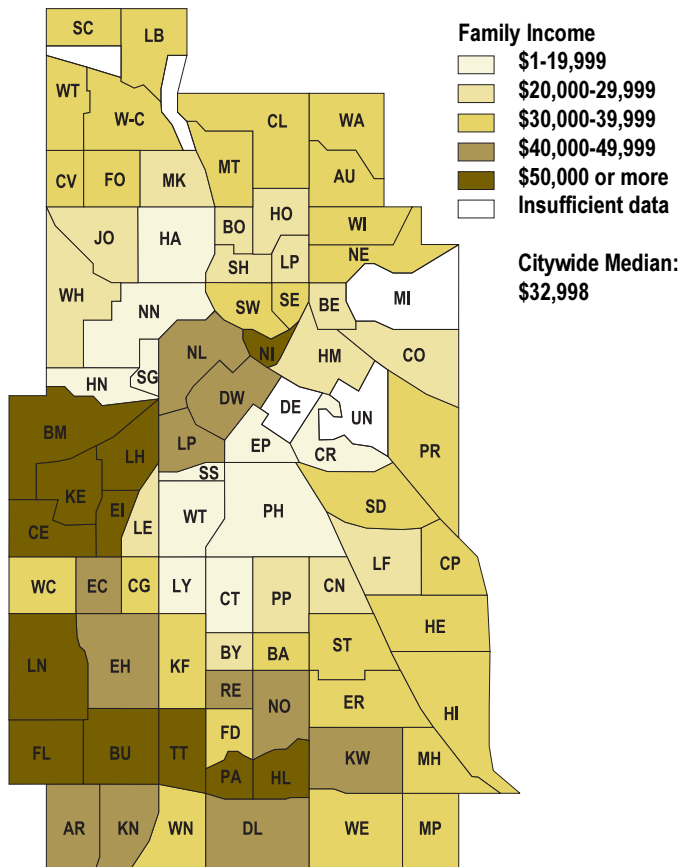 SC
LB
Family Income
$1-19,999
$20,000-29,999
$30,000-39,999
$40,000-49,999
$50,000 or more
Insufficient data
Citywide Median:
$32,998
WT
W-C
CL
WA
MT
CV
FO
MK
AU
JO
HA
BO
HO
WI
NE
SH
LP
WH
NN
SW
SE
BE
MI
NL
NI
HM
CO
HN
SG
DW
DE
UN
BM
LP
EP
CR
PR
LH
SS
KE
EI
LE
WT
PH
SD
CE
WC
EC
CG
LY
CT
PP
CN
LF
CP
HE
LN
EH
KF
BY
BA
ST
RE
NO
ER
HI
FL
BU
TT
FD
PA
HL
KW
MH
AR
KN
WN
DL
WE
MP